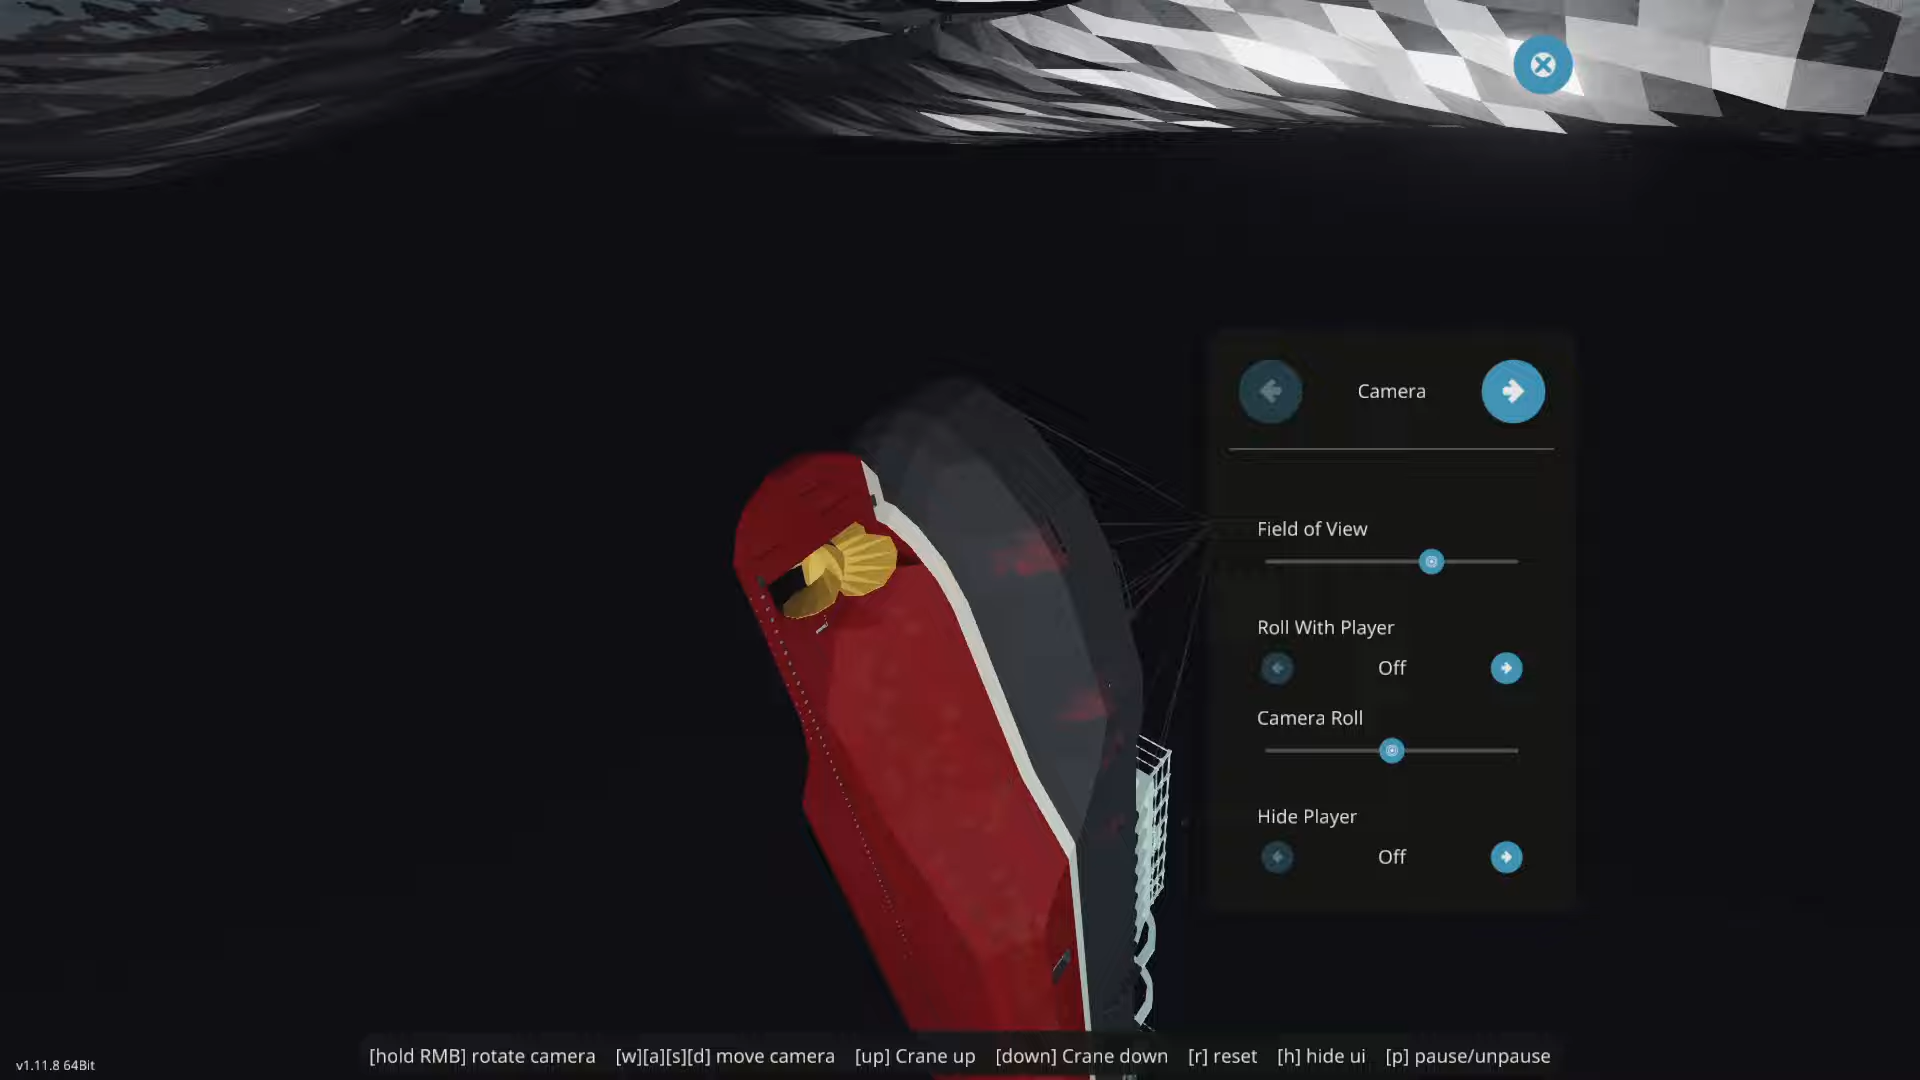 Camera
Field of View
Roll With Player
Off
Camera Roll
Hide Player
Off
[hold RMB] rotate camera [w][a][s][d] move camera [up] Crane up [down] Crane down [r] reset [h] hide ui [p] pause/unpause
v1.11.8 64Bit